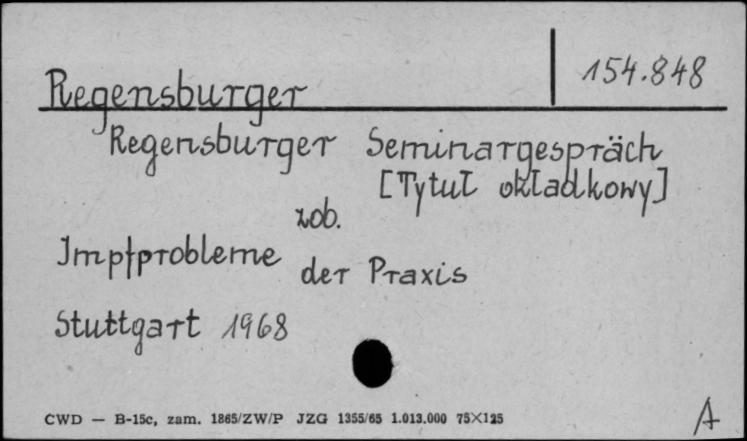 154.848
Regensburger
Regensburger Seminargespräch
[Tytuł okładkowy]
zob.
Impfprobleme der Praxis
Stuttgart 1968
CWD — B-15c, zam. 1865/ZW/P JZG 1355/65 1.013.000 75×125
A